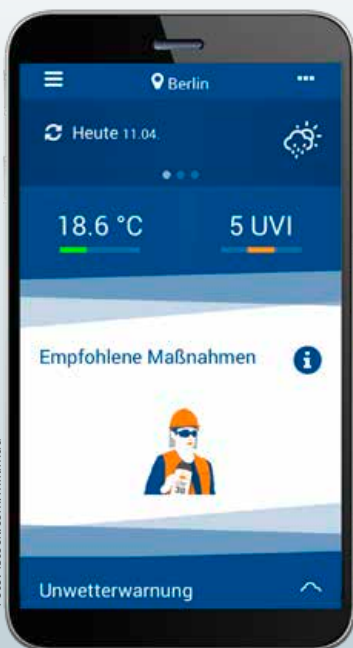 Berlin
Heute 11.04.
18.6 °C
5 UVI
Empfohlene Maßnahmen
i
Unwetterwarnung